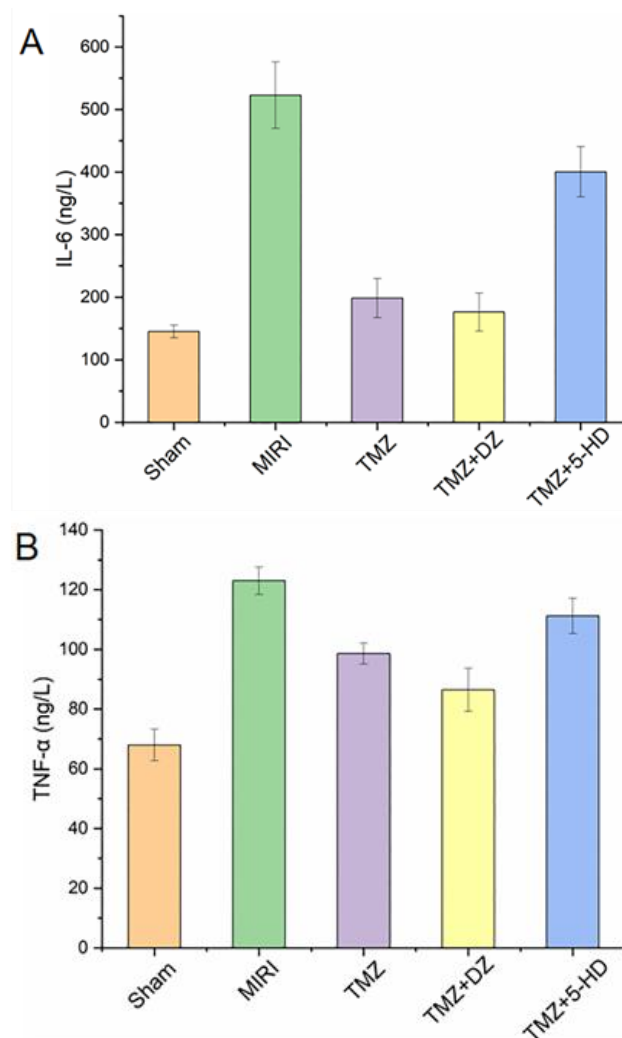 A
600
500
400
300
200
100
0
IL-6 (ng/L)
Sham
MIRI
TMZ
TMZ+DZ
TMZ+5-HD
B
140
120
100
80
60
40
20
0
TNF-α (ng/L)
Sham
MIRI
TMZ
TMZ+DZ
TMZ+5-HD